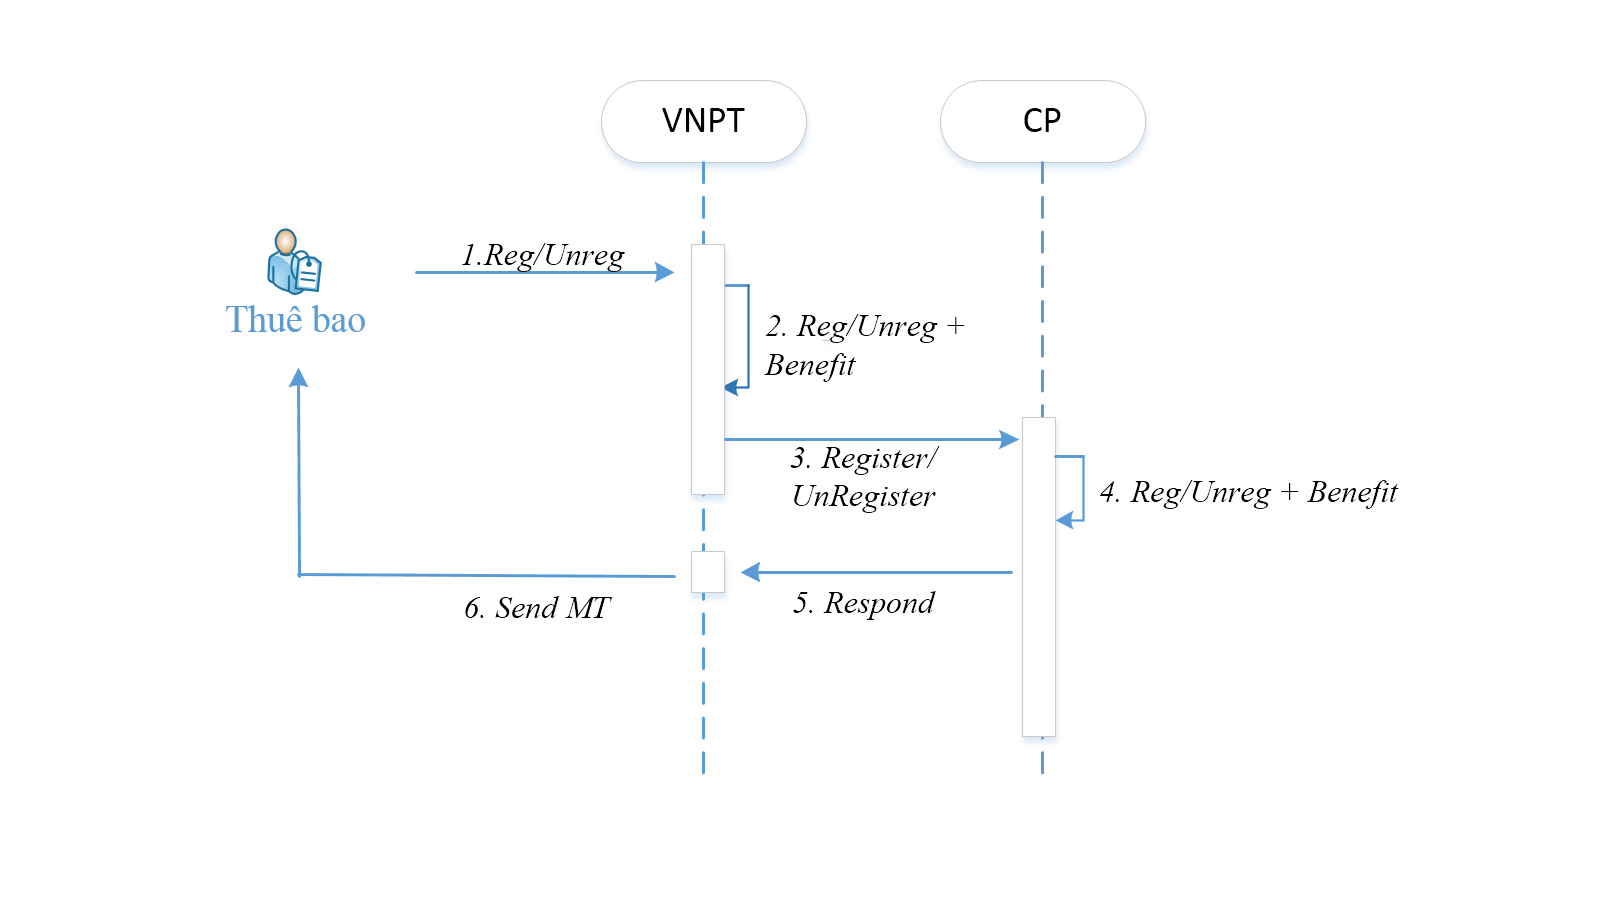 VNPT
CP
1.Reg/Unreg
Thuê bao
2. Reg/Unreg +
Benefit
3. Register/
UnRegister
4. Reg/Unreg + Benefit
5. Respond
6. Send MT